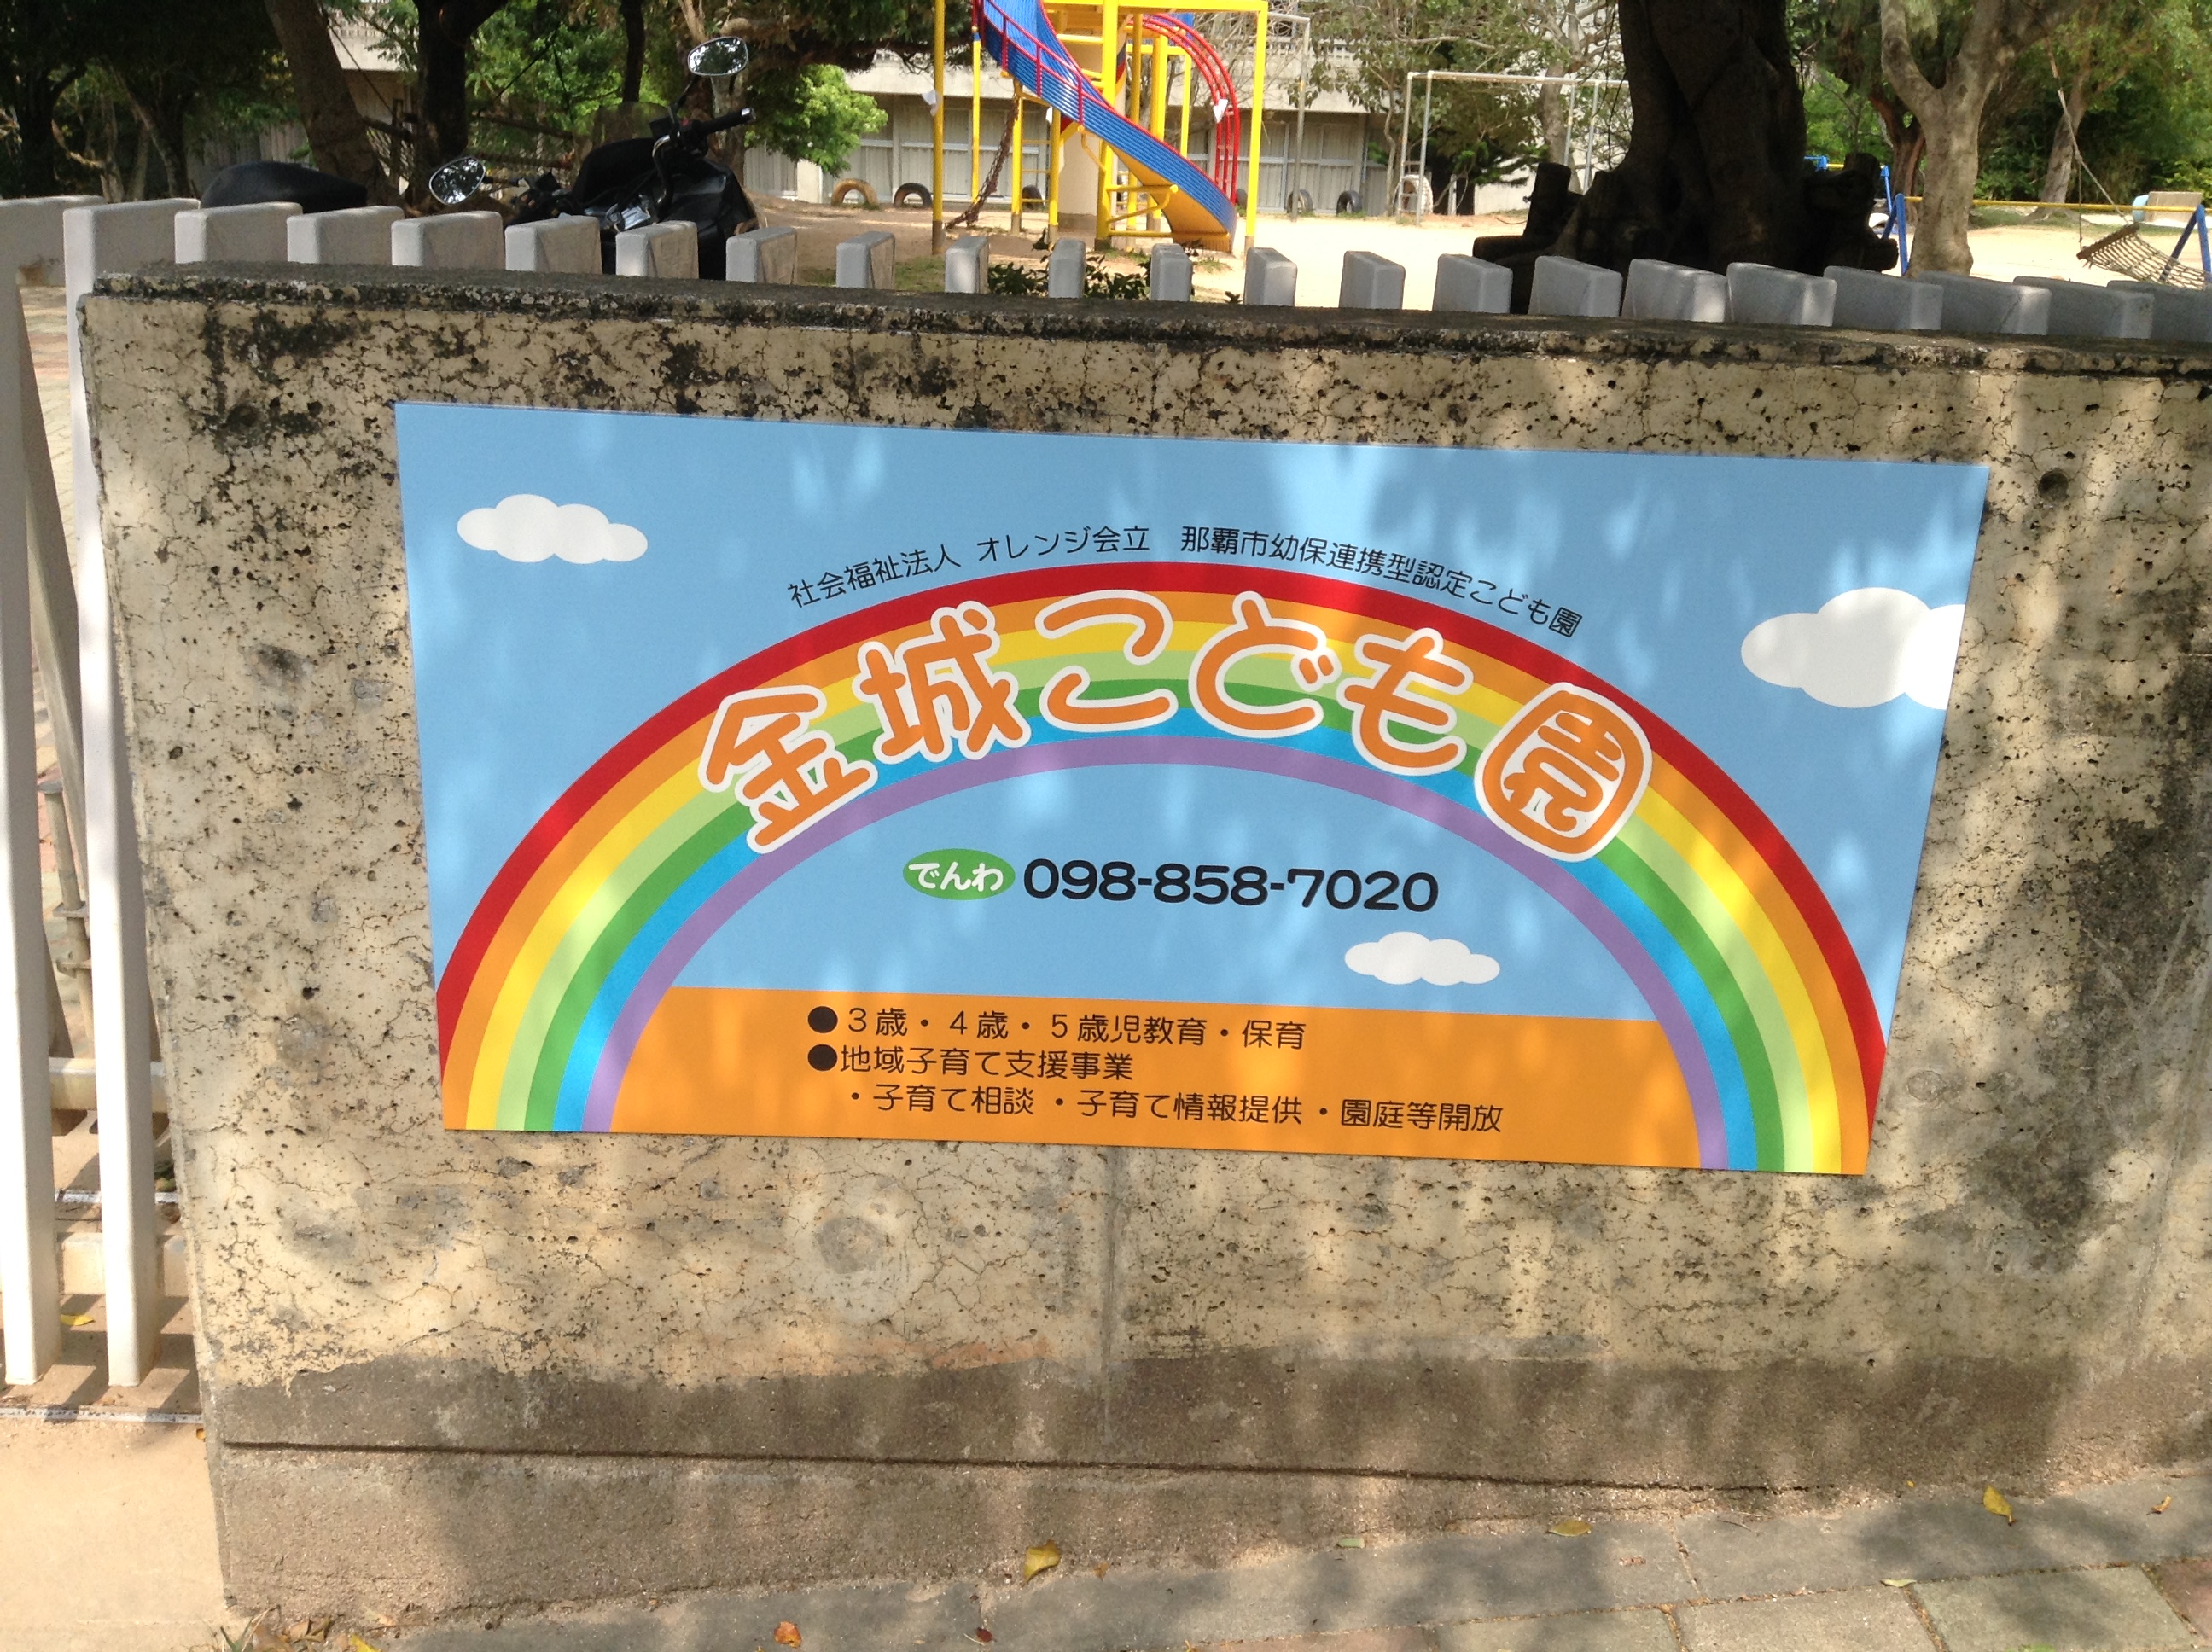 社会福祉法人 オレンジ会立　那覇市幼保連携型認定こども園
金城こども園
でんわ 098-858-7020
●３歳・４歳・５歳児教育・保育
●地域子育て支援事業
・子育て相談 ・子育て情報提供 ・園庭等開放